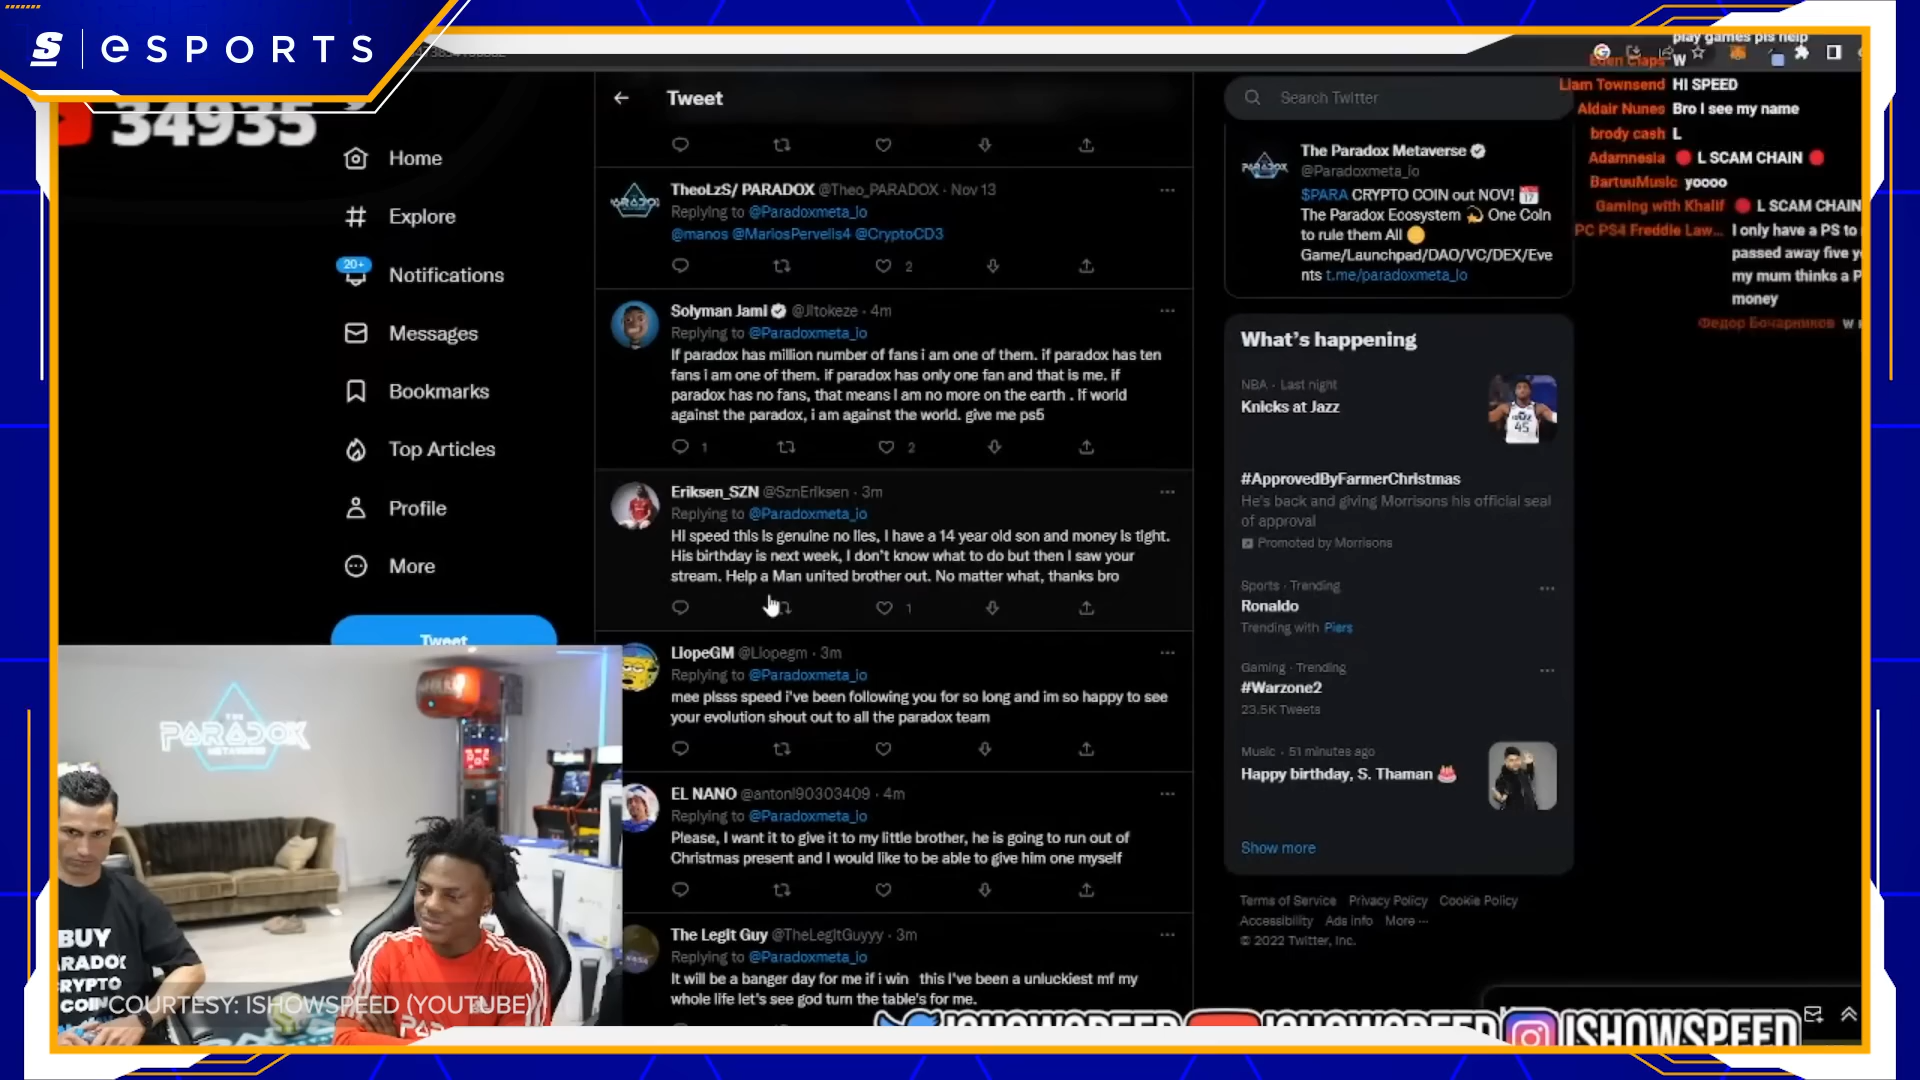 S eSPORTS
34935
Home
Explore
20+
Notifications
Messages
Bookmarks
Top Articles
Profile
More
Tweet
Tweet
TheoLzS/ PARADOX @Theo_PARADOX · Nov 13
Replying to @Paradoxmeta_io
@manos @MariosPervelis4 @CryptoCD3
2
Solyman Jami @Jltokeze · 4m
Replying to @Paradoxmeta_io
If paradox has million number of fans i am one of them. if paradox has ten
fans i am one of them. if paradox has only one fan and that is me. if
paradox has no fans, that means I am no more on the earth . If world
against the paradox, i am against the world. give me ps5
1 2
Eriksen_SZN @SznEriksen · 3m
Replying to @Paradoxmeta_io
Hi speed this is genuine no lies, I have a 14 year old son and money is tight.
His birthday is next week, I don't know what to do but then I saw your
stream. Help a Man united brother out. No matter what, thanks bro
1
LlopeGM @Llopegm · 3m
Replying to @Paradoxmeta_io
mee plsss speed i've been following you for so long and im so happy to see
your evolution shout out to all the paradox team
EL NANO @antoni90303409 · 4m
Replying to @Paradoxmeta_io
Please, I want it to give it to my little brother, he is going to run out of
Christmas present and I would like to be able to give him one myself
The Legit Guy @TheLegitGuyyy · 3m
Replying to @Paradoxmeta_io
It will be a banger day for me if i win this I've been a unluckiest mf my
whole life let's see god turn the table's for me.
Search Twitter
The Paradox Metaverse
@Paradoxmeta_io
$PARA CRYPTO COIN out NOV! 📅
The Paradox Ecosystem 💫 One Coin
to rule them All 🪙
Game/Launchpad/DAO/VC/DEX/Eve
nts t.me/paradoxmeta_io
What's happening
NBA · Last night
Knicks at Jazz
#ApprovedByFarmerChristmas
He's back and giving Morrisons his official seal
of approval
Promoted by Morrisons
Sports · Trending
Ronaldo
Trending with Piers
Gaming · Trending
#Warzone2
23.5K Tweets
Music · 51 minutes ago
Happy birthday, S. Thaman 🎂
Show more
Terms of Service Privacy Policy Cookie Policy
Accessibility Ads info More ···
© 2022 Twitter, Inc.
play games pls help
Eden Claps W
Liam Townsend HI SPEED
Aldair Nunes Bro I see my name
brody cash L
Adamnesia 🔴 L SCAM CHAIN 🔴
BartuuMusic yoooo
Gaming with Khalif 🔴 L SCAM CHAIN
PC PS4 Freddie Law... I only have a PS to
passed away five y
my mum thinks a P
money
Федор Бочарников W
THE
PARADOX
METAVERSE
BUY
PARADOX
CRYPTO
COIN
COURTESY: ISHOWSPEED (YOUTUBE)
ISHOWSPEED ISHOWSPEED ISHOWSPEED